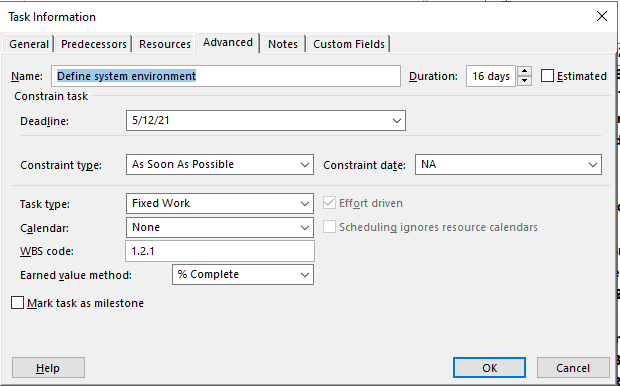 Task Information
General Predecessors Resources Advanced Notes Custom Fields
Name: Define system environment Duration: 16 days Estimated
Constrain task
Deadline: 5/12/21
Constraint type: As Soon As Possible Constraint date: NA
Task type: Fixed Work Effort driven
Calendar: None Scheduling ignores resource calendars
WBS code: 1.2.1
Earned value method: % Complete
Mark task as milestone
Help OK Cancel